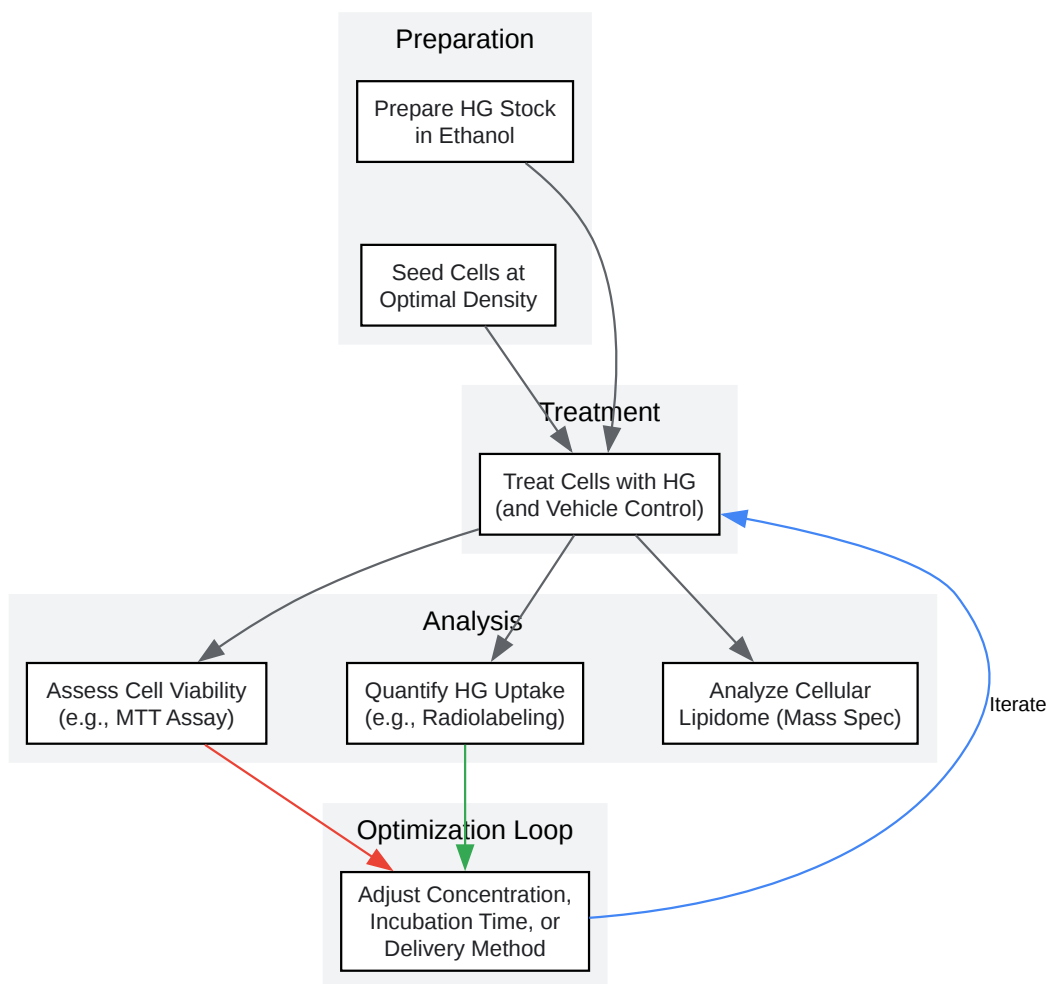 Preparation
Prepare HG Stock
in Ethanol
Seed Cells at
Optimal Density
Treatment
Treat Cells with HG
(and Vehicle Control)
Analysis
Assess Cell Viability
(e.g., MTT Assay)
Quantify HG Uptake
(e.g., Radiolabeling)
Analyze Cellular
Lipidome (Mass Spec)
Iterate
Optimization Loop
Adjust Concentration,
Incubation Time, or
Delivery Method